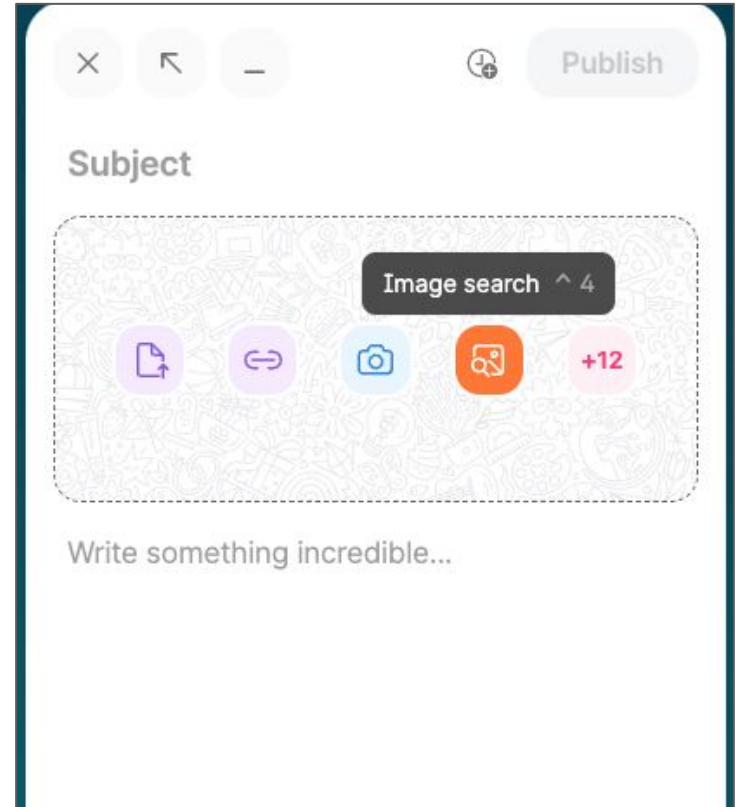 Publish
Subject
Image search ^ 4
+12
Write something incredible...